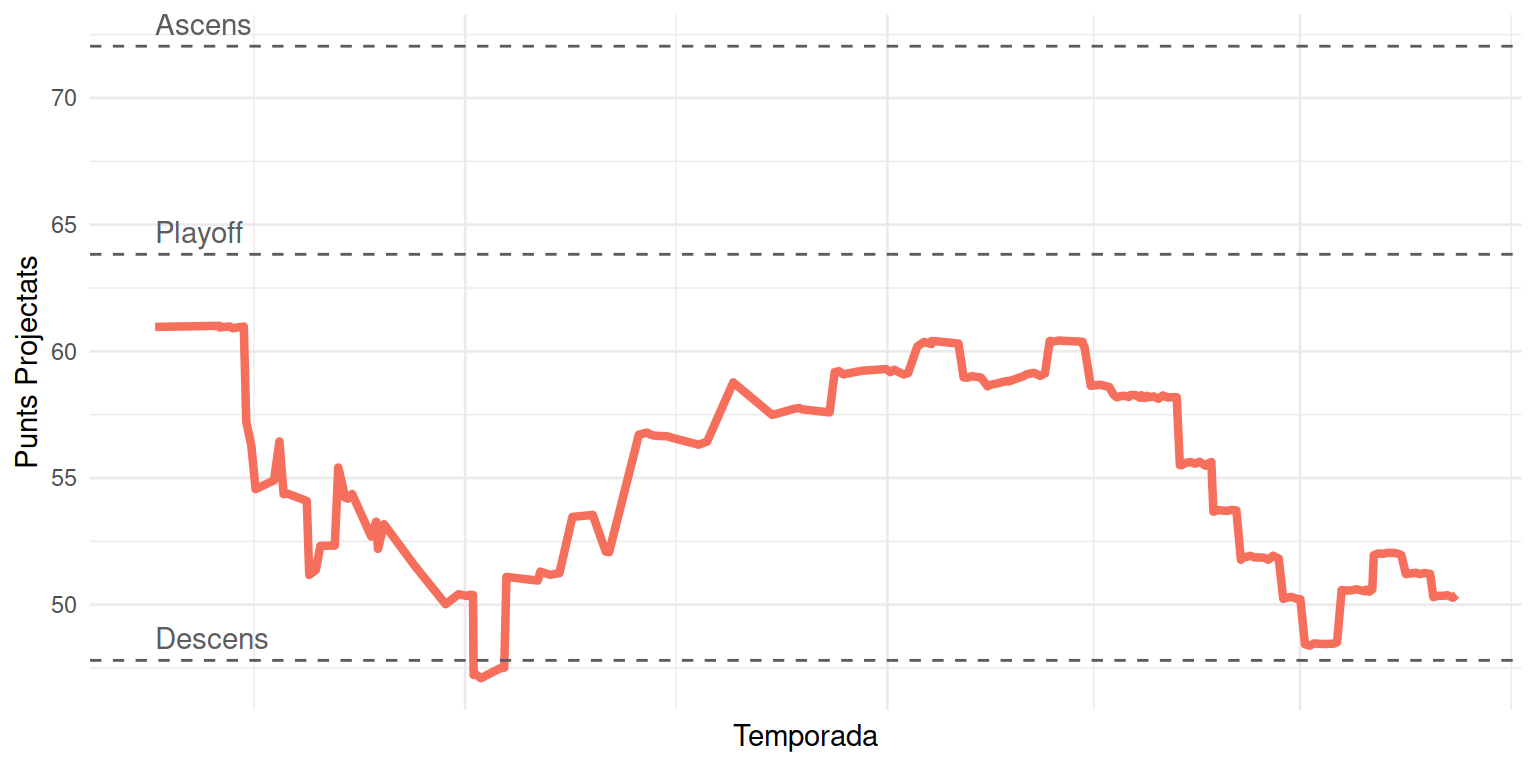 Ascens
70
65
Playoff
60
55
50
Descens
Punts Projectats
Temporada